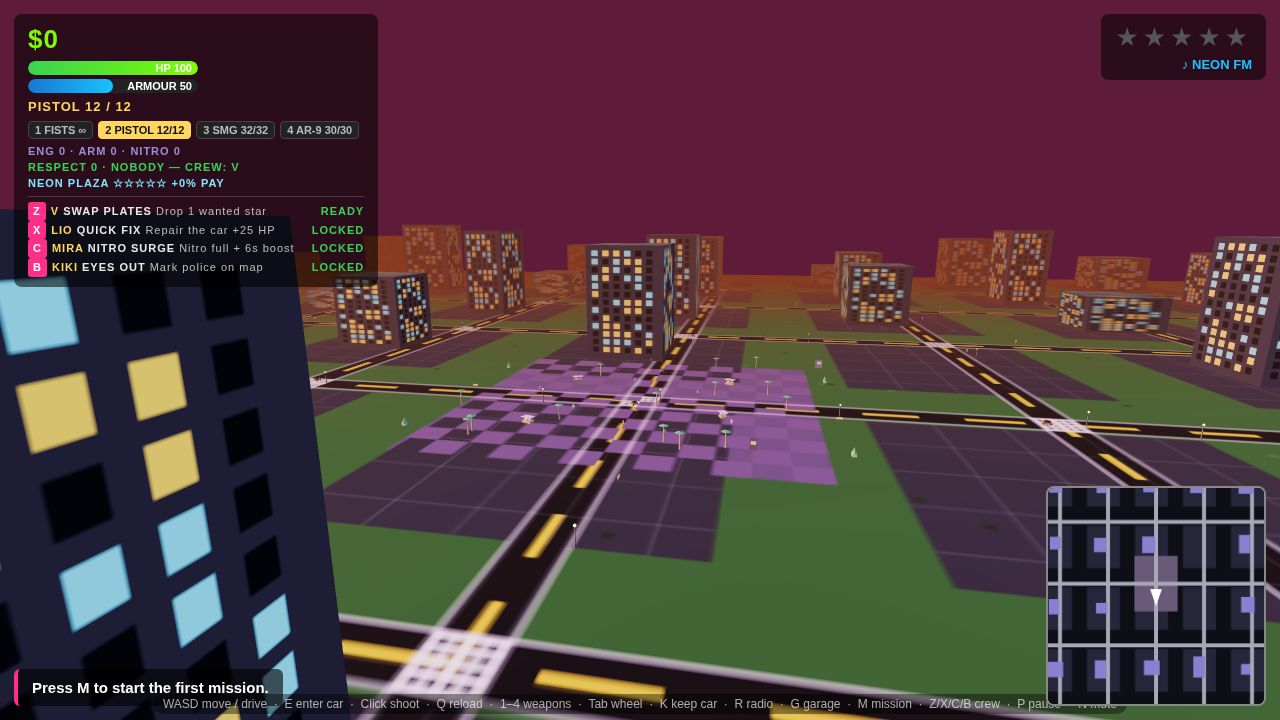 $0
HP 100
ARMOUR 50
PISTOL 12 / 12
1 FISTS ∞ 2 PISTOL 12/12 3 SMG 32/32 4 AR-9 30/30
ENG 0 · ARM 0 · NITRO 0
RESPECT 0 · NOBODY — CREW: V
NEON PLAZA ☆☆☆☆☆ +0% PAY
Z V SWAP PLATES Drop 1 wanted star READY
X LIO QUICK FIX Repair the car +25 HP LOCKED
C MIRA NITRO SURGE Nitro full + 6s boost LOCKED
B KIKI EYES OUT Mark police on map LOCKED
★★★★★
♪ NEON FM
Press M to start the first mission.
WASD move / drive · E enter car · Click shoot · Q reload · 1–4 weapons · Tab wheel · K keep car · R radio · G garage · M mission · Z/X/C/B crew · P pause